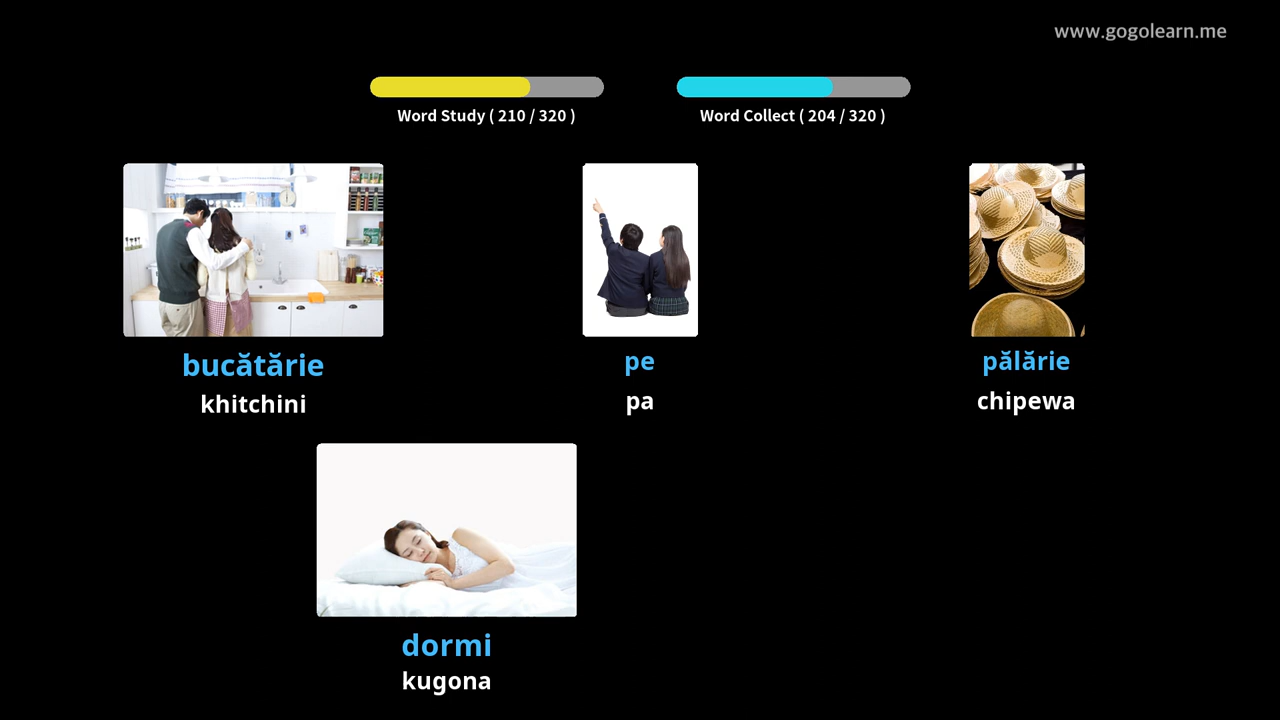 www.gogolearn.me
Word Study ( 210 / 320 )
Word Collect ( 204 / 320 )
bucătărie
khitchini
pe
pa
pălărie
chipewa
dormi
kugona